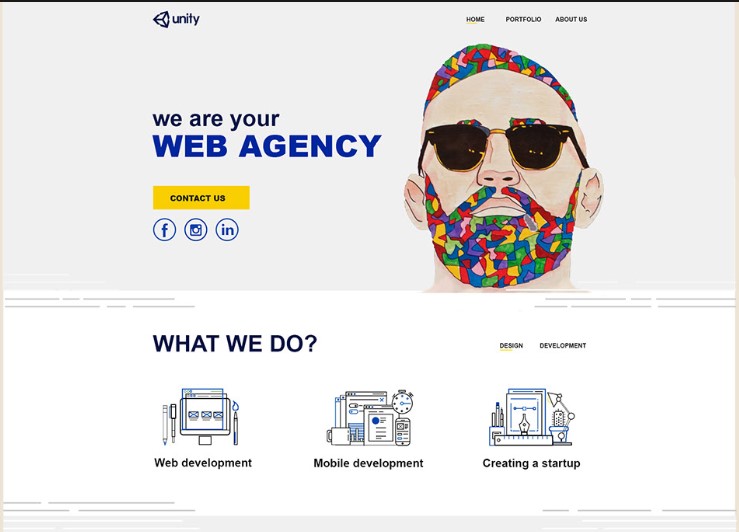 unity
HOME PORTFOLIO ABOUT US
we are your
WEB AGENCY
CONTACT US
f in
WHAT WE DO?
DESIGN DEVELOPMENT
Web development Mobile development Creating a startup